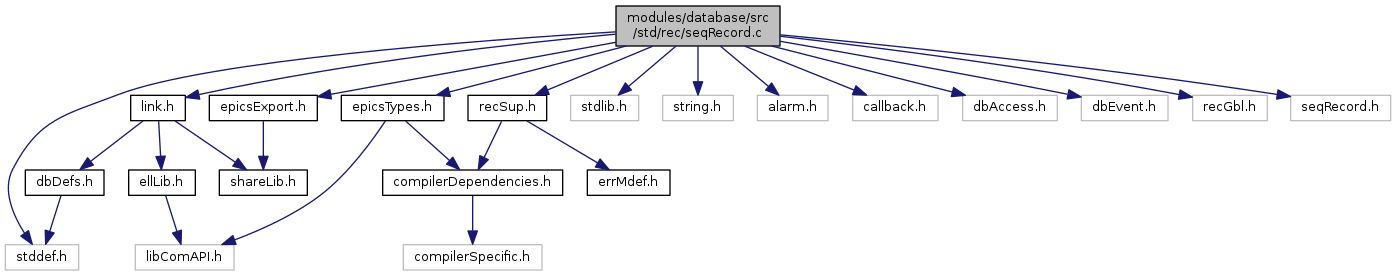 modules/database/src
/std/rec/seqRecord.c
link.h
epicsExport.h
epicsTypes.h
recSup.h
stdlib.h
string.h
alarm.h
callback.h
dbAccess.h
dbEvent.h
recGbl.h
seqRecord.h
dbDefs.h
ellLib.h
shareLib.h
compilerDependencies.h
errMdef.h
stddef.h
libComAPI.h
compilerSpecific.h